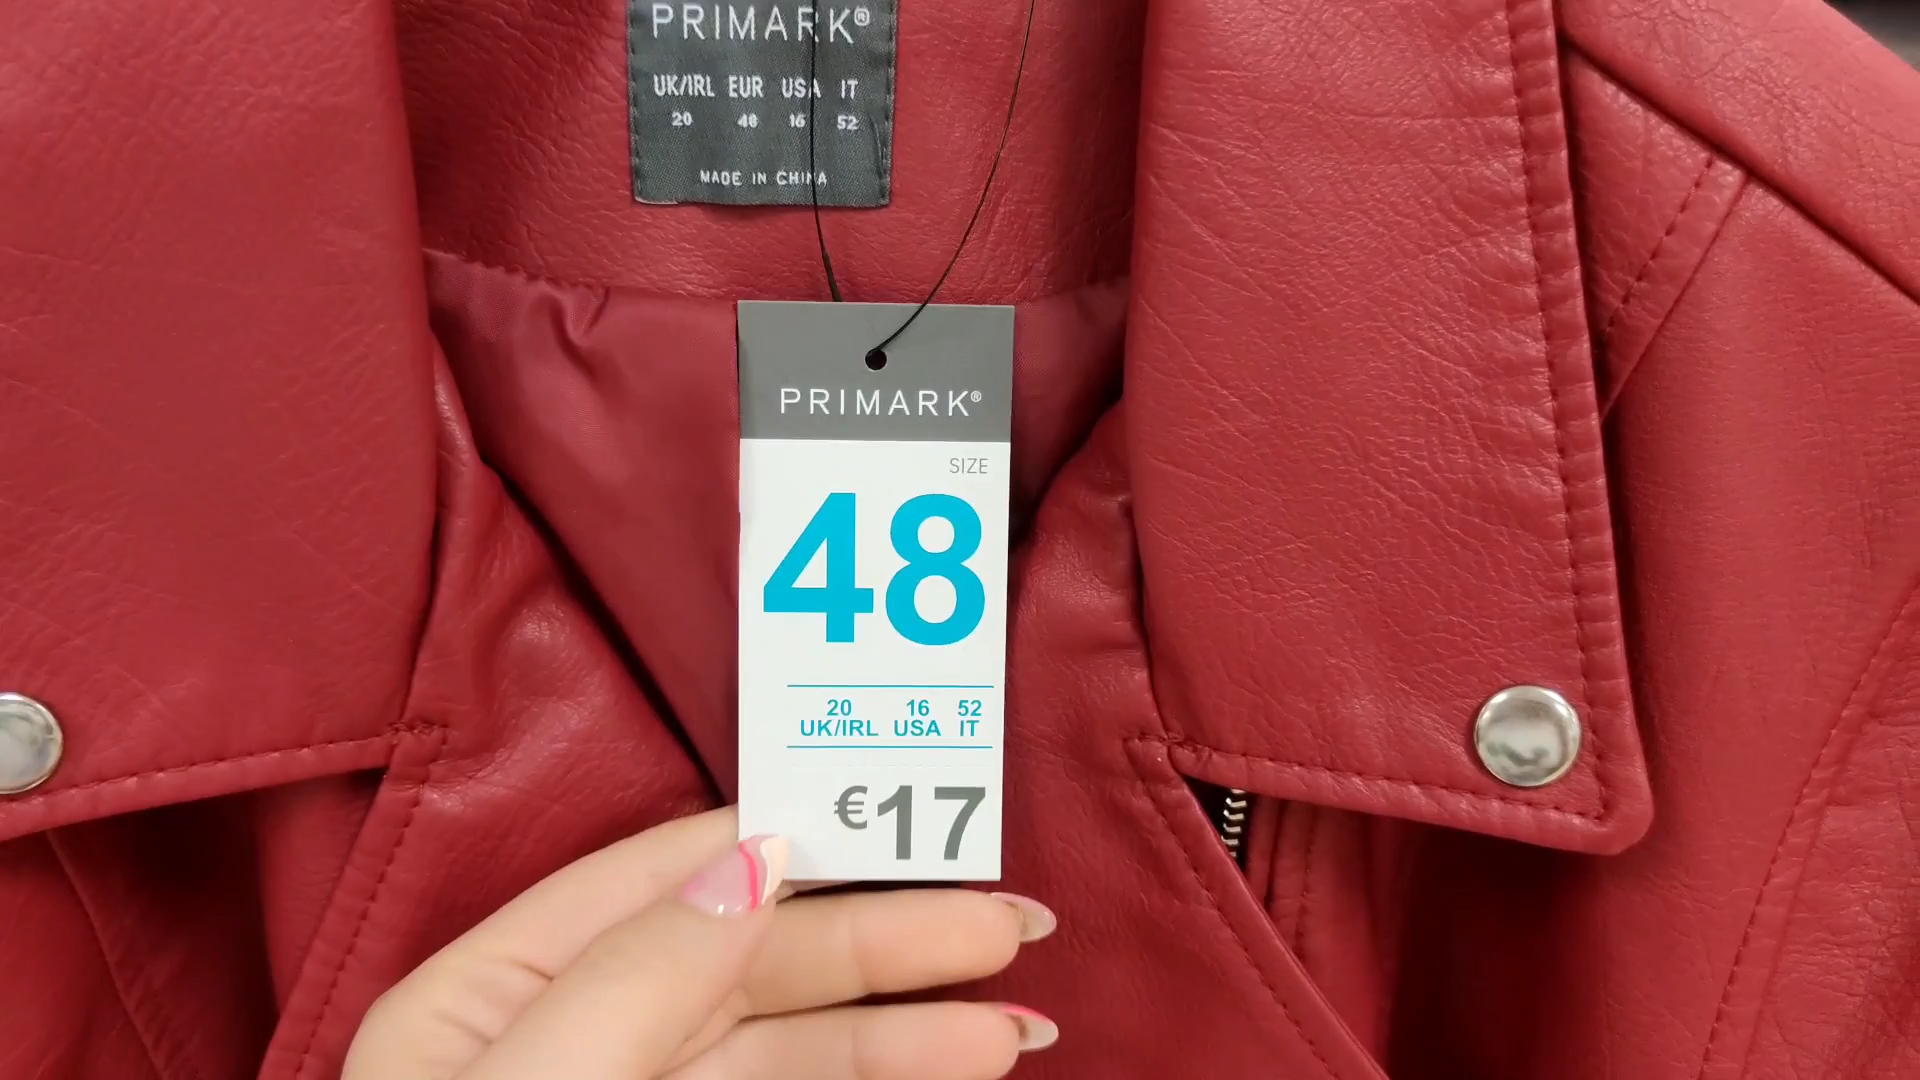 PRIMARK®
UK/IRL EUR USA IT
20 48 16 52
MADE IN CHINA
PRIMARK®
SIZE
48
20 16 52
UK/IRL USA IT
€17